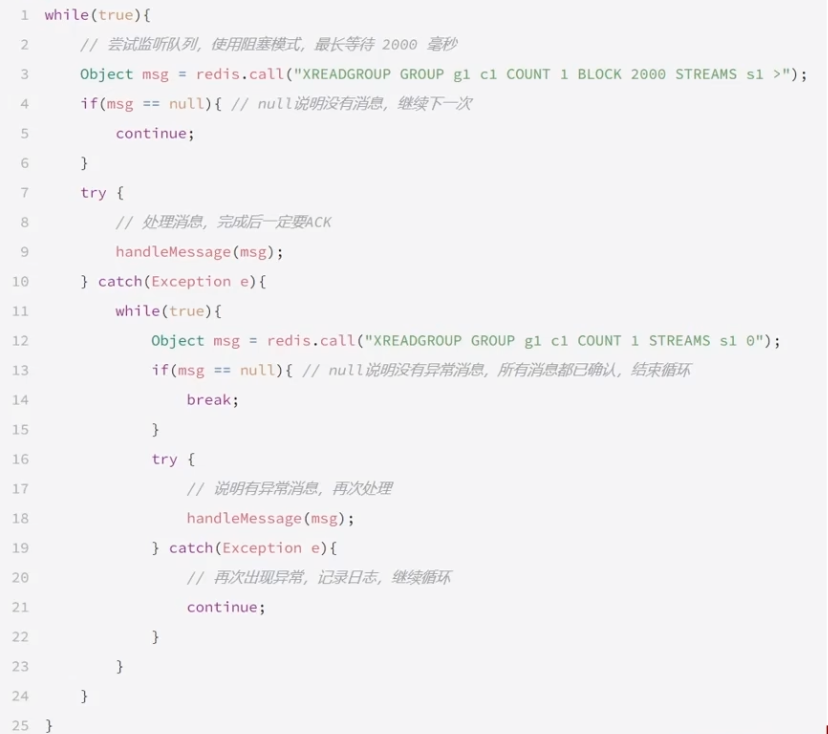 1 while(true){
2 // 尝试监听队列，使用阻塞模式，最长等待 2000 毫秒
3 Object msg = redis.call("XREADGROUP GROUP g1 c1 COUNT 1 BLOCK 2000 STREAMS s1 >");
4 if(msg == null){ // null说明没有消息，继续下一次
5 continue;
6 }
7 try {
8 // 处理消息，完成后一定要ACK
9 handleMessage(msg);
10 } catch(Exception e){
11 while(true){
12 Object msg = redis.call("XREADGROUP GROUP g1 c1 COUNT 1 STREAMS s1 0");
13 if(msg == null){ // null说明没有异常消息，所有消息都已确认，结束循环
14 break;
15 }
16 try {
17 // 说明有异常消息，再次处理
18 handleMessage(msg);
19 } catch(Exception e){
20 // 再次出现异常，记录日志，继续循环
21 continue;
22 }
23 }
24 }
25 }